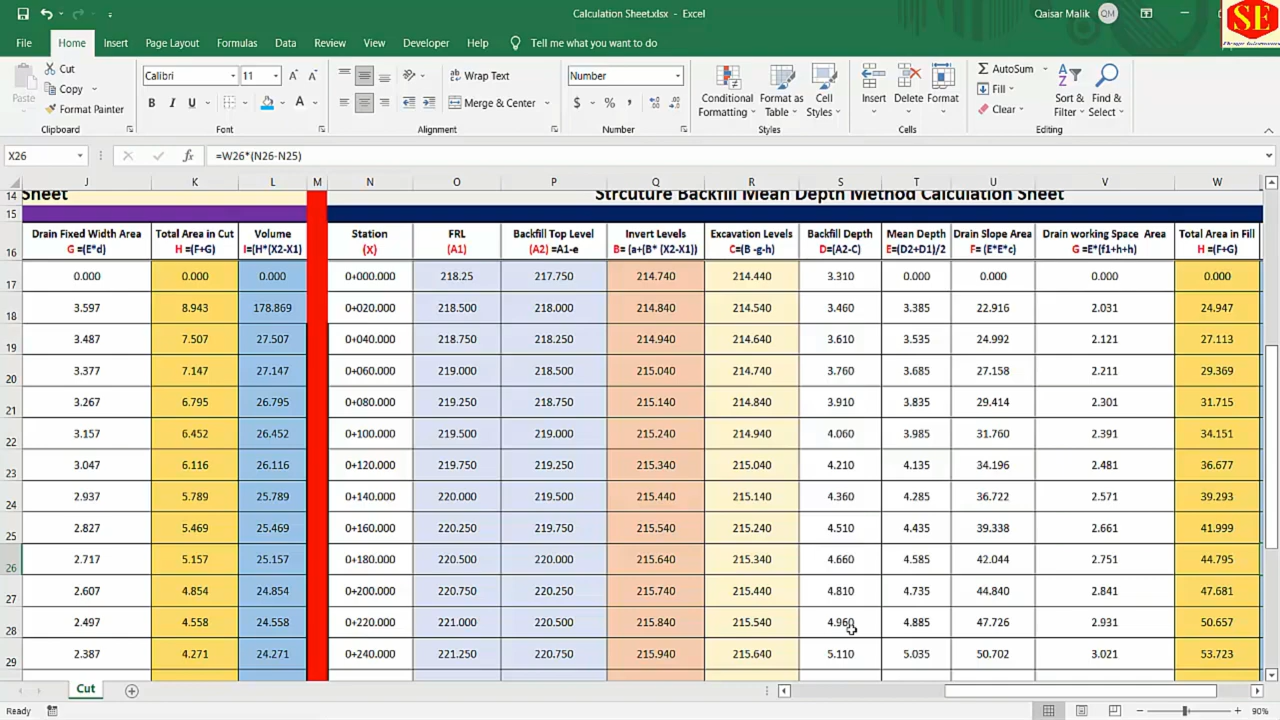 Calculation Sheet.xlsx - Excel
Qaisar Malik QM
SE
File Home Insert Page Layout Formulas Data Review View Developer Help Tell me what you want to do
Paste Cut Copy Format Painter Clipboard
Calibri 11 A A B I U A Font
Wrap Text Merge & Center Alignment
Number $ % , Number
Conditional Formatting Format as Table Cell Styles Styles
Insert Delete Format Cells
AutoSum Fill Clear Sort & Filter Find & Select Editing
X26 fx =W26*(N26-N25)
J K L M N O P Q R S T U V W
14 Sheet Strcuture Backfill Mean Depth Method Calculation Sheet
15
Drain Fixed Width Area Total Area in Cut Volume Station FRL Backfill Top Level Invert Levels Excavation Levels Backfill Depth Mean Depth Drain Slope Area Drain working Space Area Total Area in Fill
16 G =(E*d) H =(F+G) I=(H*(X2-X1) (X) (A1) (A2) =A1-e B= (a+(B* (X2-X1)) C=(B -g-h) D=(A2-C) E=(D2+D1)/2 F= (E*E*c) G=E*(f1+h+h) H =(F+G)
17 0.000 0.000 0.000 0+000.000 218.25 217.750 214.740 214.440 3.310 0.000 0.000 0.000 0.000
18 3.597 8.943 178.869 0+020.000 218.500 218.000 214.840 214.540 3.460 3.385 22.916 2.031 24.947
19 3.487 7.507 27.507 0+040.000 218.750 218.250 214.940 214.640 3.610 3.535 24.992 2.121 27.113
20 3.377 7.147 27.147 0+060.000 219.000 218.500 215.040 214.740 3.760 3.685 27.158 2.211 29.369
21 3.267 6.795 26.795 0+080.000 219.250 218.750 215.140 214.840 3.910 3.835 29.414 2.301 31.715
22 3.157 6.452 26.452 0+100.000 219.500 219.000 215.240 214.940 4.060 3.985 31.760 2.391 34.151
23 3.047 6.116 26.116 0+120.000 219.750 219.250 215.340 215.040 4.210 4.135 34.196 2.481 36.677
24 2.937 5.789 25.789 0+140.000 220.000 219.500 215.440 215.140 4.360 4.285 36.722 2.571 39.293
25 2.827 5.469 25.469 0+160.000 220.250 219.750 215.540 215.240 4.510 4.435 39.338 2.661 41.999
26 2.717 5.157 25.157 0+180.000 220.500 220.000 215.640 215.340 4.660 4.585 42.044 2.751 44.795
27 2.607 4.854 24.854 0+200.000 220.750 220.250 215.740 215.440 4.810 4.735 44.840 2.841 47.681
28 2.497 4.558 24.558 0+220.000 221.000 220.500 215.840 215.540 4.960 4.885 47.726 2.931 50.657
29 2.387 4.271 24.271 0+240.000 221.250 220.750 215.940 215.640 5.110 5.035 50.702 3.021 53.723
Cut
Ready 90%